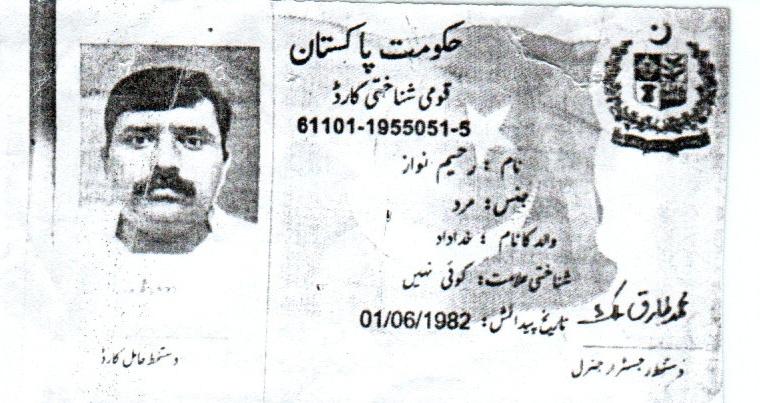 حکومت پاکستان
قومی شناختی کارڈ
61101-1955051-5
نام : رحیم نواز
جنس: مرد
والد کا نام : خداداد
شناختی علامت: کوئی نہیں
تاریخ پیدائش: 01/06/1982
محمد طارق ملک
دستخط حامل کارڈ
دستخط رجسٹرار جنرل